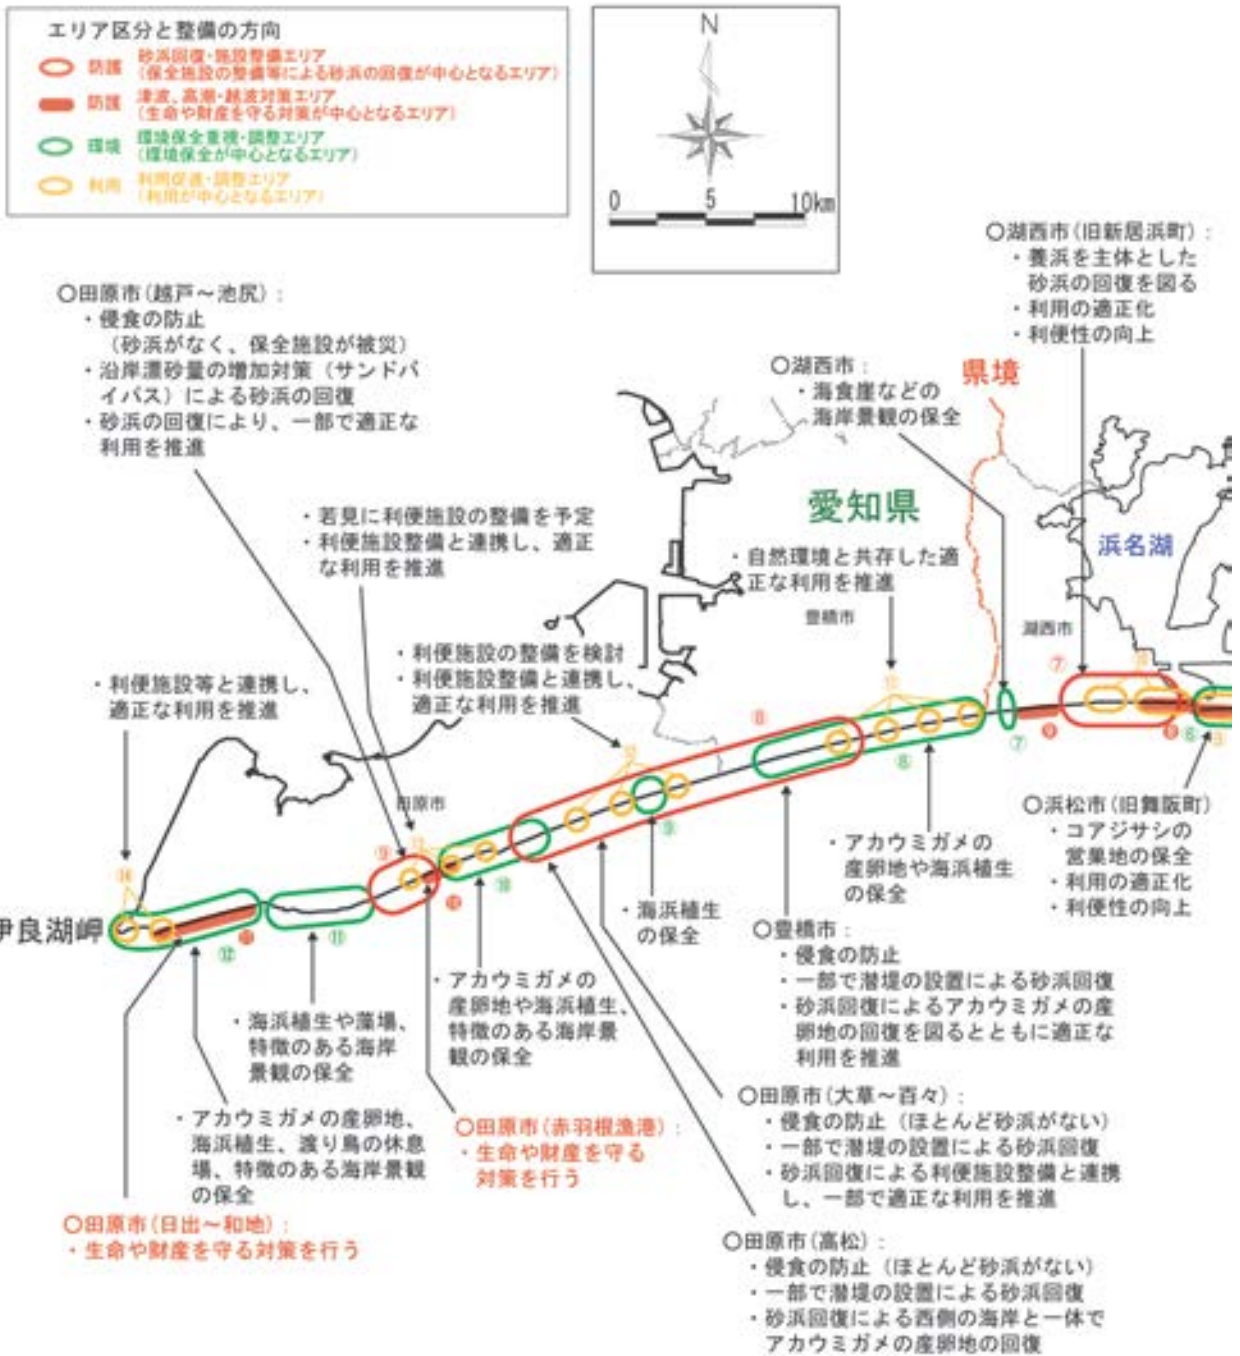 エリア区分と整備の方向
防護 砂浜回復・施設整備エリア
(保全施設の整備等による砂浜の回復が中心となるエリア)
防護 津波、高潮・越波対策エリア
(生命や財産を守る対策が中心となるエリア)
環境 環境保全重視・調整エリア
(環境保全が中心となるエリア)
利用 利用促進・調整エリア
(利用が中心となるエリア)
N
0 5 10km
○湖西市(旧新居浜町):
・養浜を主体とした
砂浜の回復を図る
・利用の適正化
・利便性の向上
○田原市(越戸～池尻):
・侵食の防止
(砂浜がなく、保全施設が被災)
・沿岸漂砂量の増加対策(サンドバ
イパス)による砂浜の回復
・砂浜の回復により、一部で適正な
利用を推進
○湖西市:
・海食崖などの
海岸景観の保全
県境
愛知県
浜名湖
・若見に利便施設の整備を予定
・利便施設整備と連携し、適正
な利用を推進
・自然環境と共存した適
正な利用を推進
豊橋市
湖西市
・利便施設の整備を検討
・利便施設整備と連携し、
適正な利用を推進
・利便施設等と連携し、
適正な利用を推進
田原市
⑦
⑧
⑨
⑦
⑧
⑥
⑨
⑩
⑪
⑫
伊良湖岬
○浜松市(旧舞阪町)
・コアジサシの
営巣地の保全
・利用の適正化
・利便性の向上
・アカウミガメの
産卵地や海浜植生
の保全
・海浜植生
の保全
○豊橋市:
・侵食の防止
・一部で潜堤の設置による砂浜回復
・砂浜回復によるアカウミガメの産
卵地の回復を図るとともに適正な
利用を推進
・アカウミガメの
産卵地や海浜植生、
特徴のある海岸景
観の保全
・海浜植生や藻場、
特徴のある海岸
景観の保全
・アカウミガメの産卵地、
海浜植生、渡り鳥の休息
場、特徴のある海岸景観
の保全
○田原市(赤羽根漁港):
・生命や財産を守る
対策を行う
○田原市(大草～百々):
・侵食の防止(ほとんど砂浜がない)
・一部で潜堤の設置による砂浜回復
・砂浜回復による利便施設整備と連携
し、一部で適正な利用を推進
○田原市(日出～和地):
・生命や財産を守る対策を行う
○田原市(高松):
・侵食の防止(ほとんど砂浜がない)
・一部で潜堤の設置による砂浜回復
・砂浜回復による西側の海岸と一体で
アカウミガメの産卵地の回復